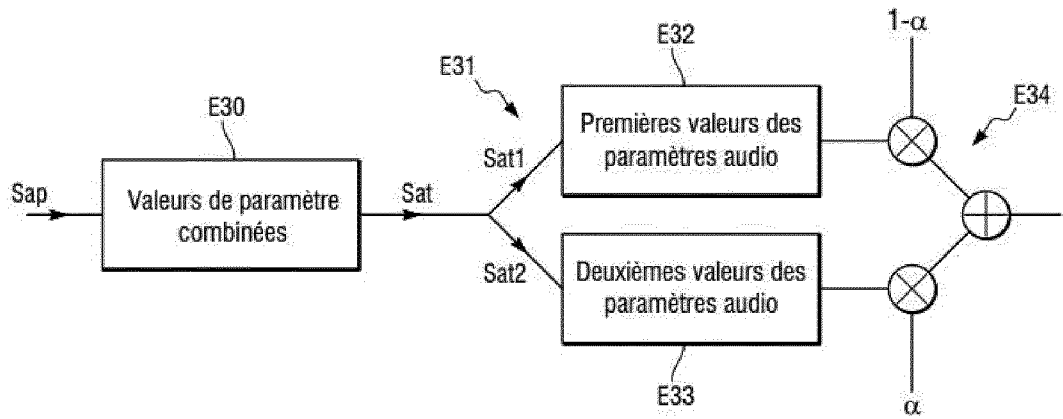 1-α
E32
E31
E34
E30
Premières valeurs des
paramètres audio
Sat1
Sap
Valeurs de paramètre
combinées
Sat
Sat2
Deuxièmes valeurs des
paramètres audio
E33
α